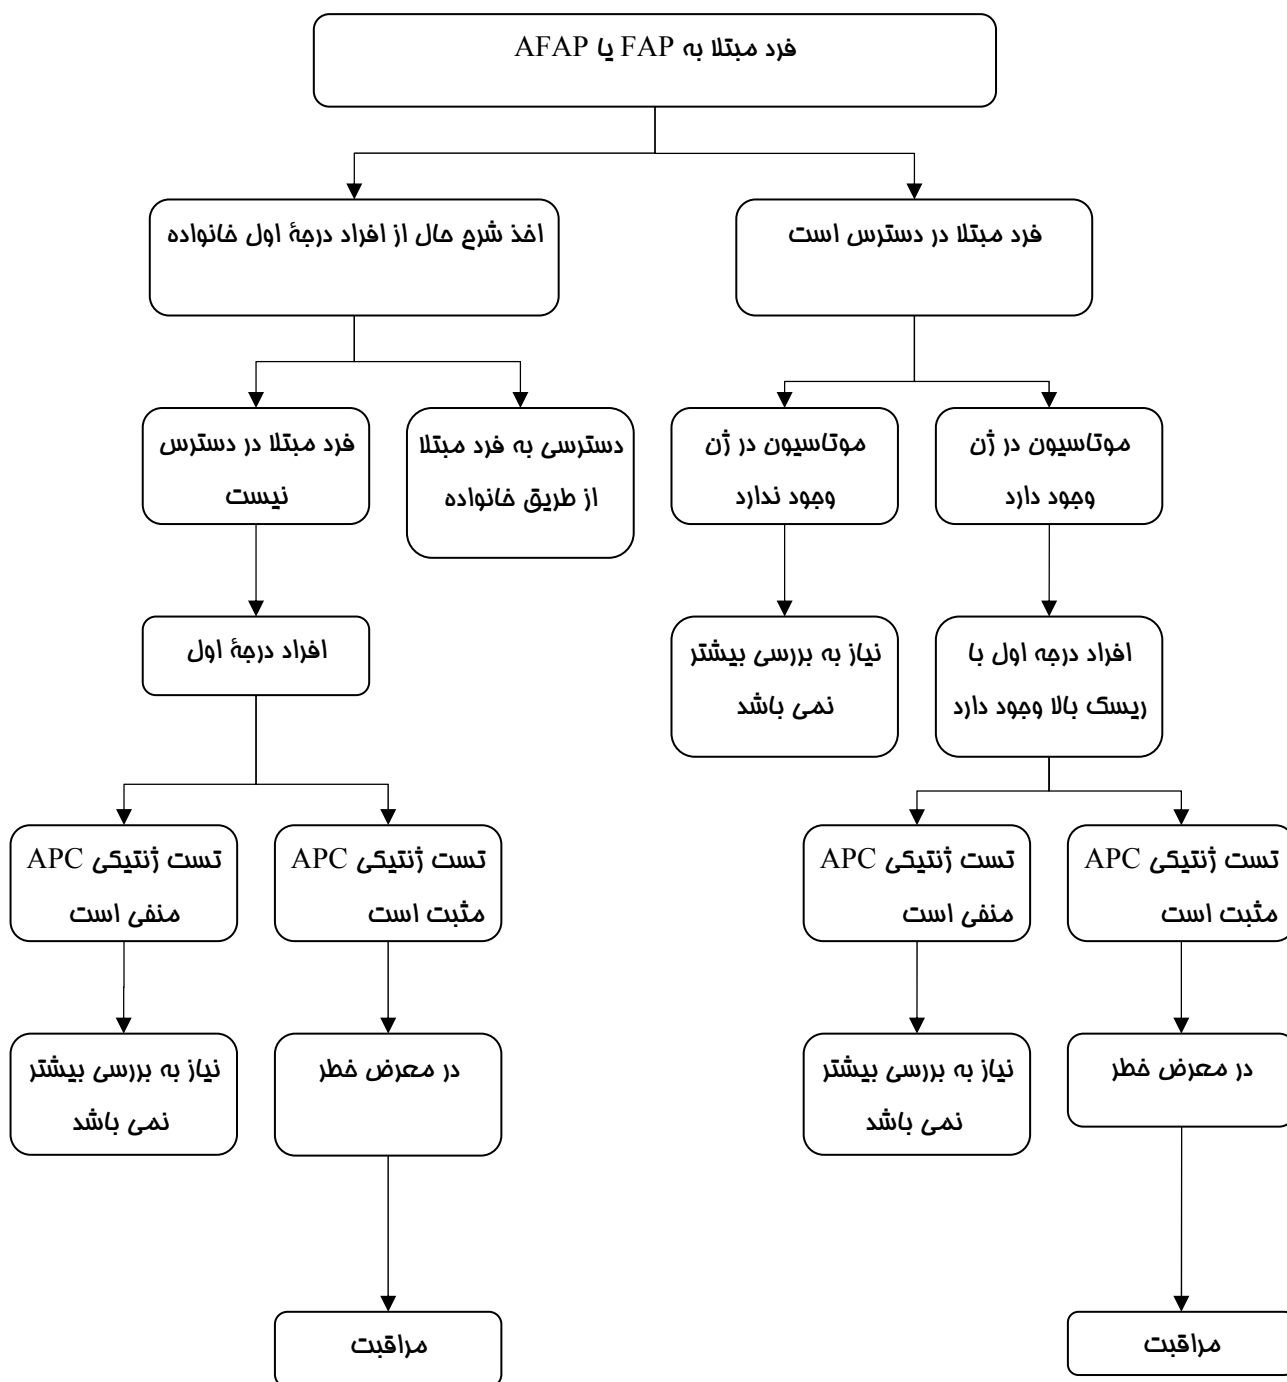 فرد مبتلا به FAP یا AFAP
فرد مبتلا در دسترس است
اخذ شرح حال از افراد درجهٔ اول خانواده
موتاسیون در ژن
وجود دارد
موتاسیون در ژن
وجود ندارد
دسترسی به فرد مبتلا
از طریق خانواده
فرد مبتلا در دسترس
نیست
افراد درجه اول با
ریسک بالا وجود دارد
نیاز به بررسی بیشتر
نمی باشد
افراد درجهٔ اول
تست ژنتیکی APC
مثبت است
تست ژنتیکی APC
منفی است
تست ژنتیکی APC
مثبت است
تست ژنتیکی APC
منفی است
در معرض خطر
نیاز به بررسی بیشتر
نمی باشد
در معرض خطر
نیاز به بررسی بیشتر
نمی باشد
مراقبت
مراقبت